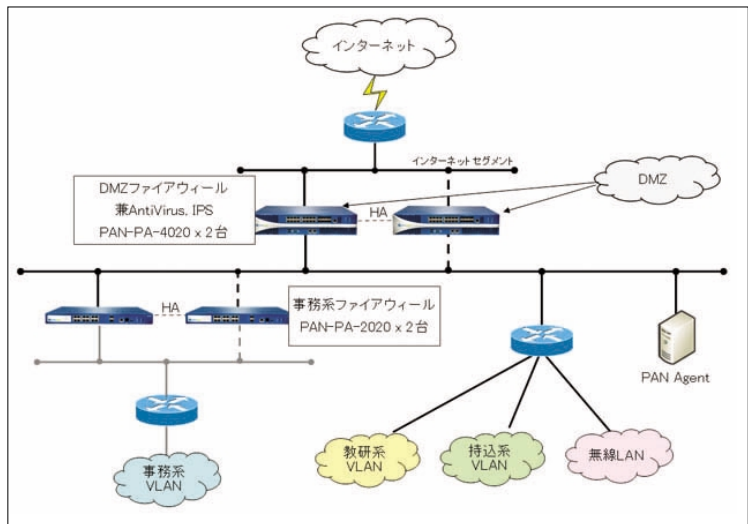 インターネット
インターネットセグメント
DMZファイアウィール
兼AntiVirus. IPS
PAN-PA-4020 x 2台
HA
DMZ
HA
事務系ファイアウィール
PAN-PA-2020 x 2台
PAN Agent
教研系
VLAN
持込系
VLAN
無線LAN
事務系
VLAN